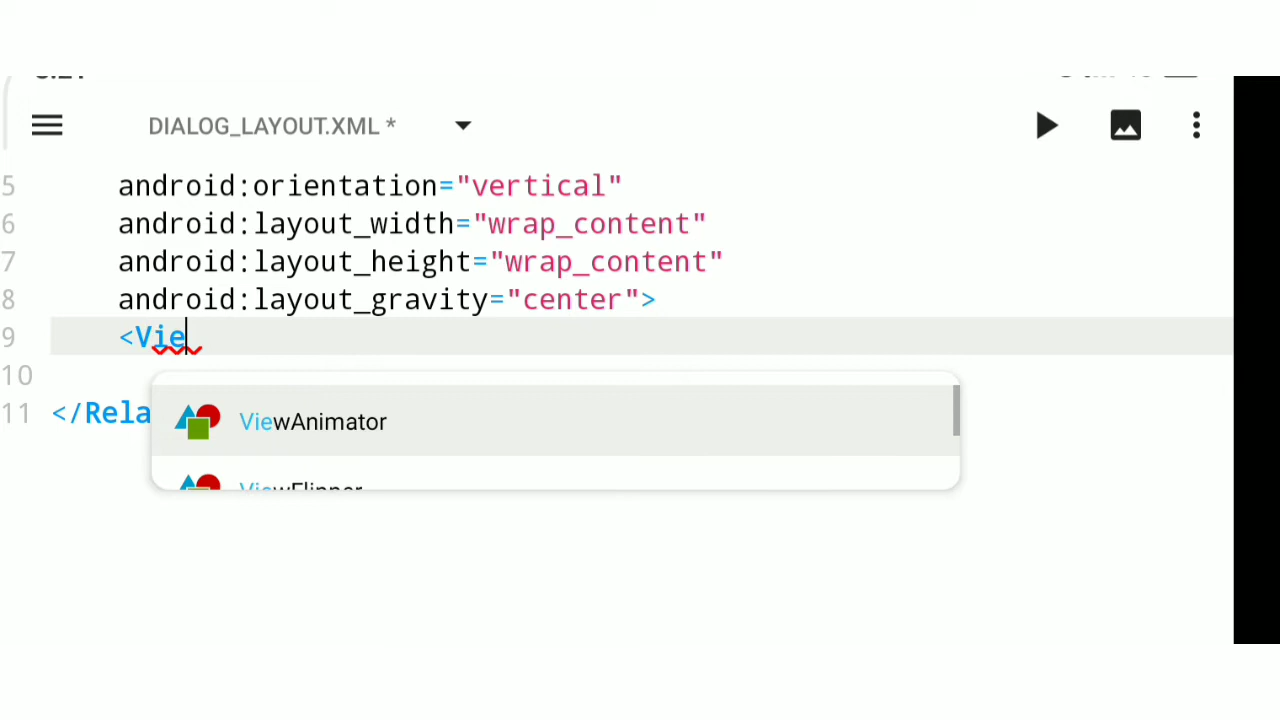 DIALOG_LAYOUT.XML *
5 android:orientation="vertical"
6 android:layout_width="wrap_content"
7 android:layout_height="wrap_content"
8 android:layout_gravity="center">
9 <Vie
10
11 </Rela
ViewAnimator
ViewFlipper